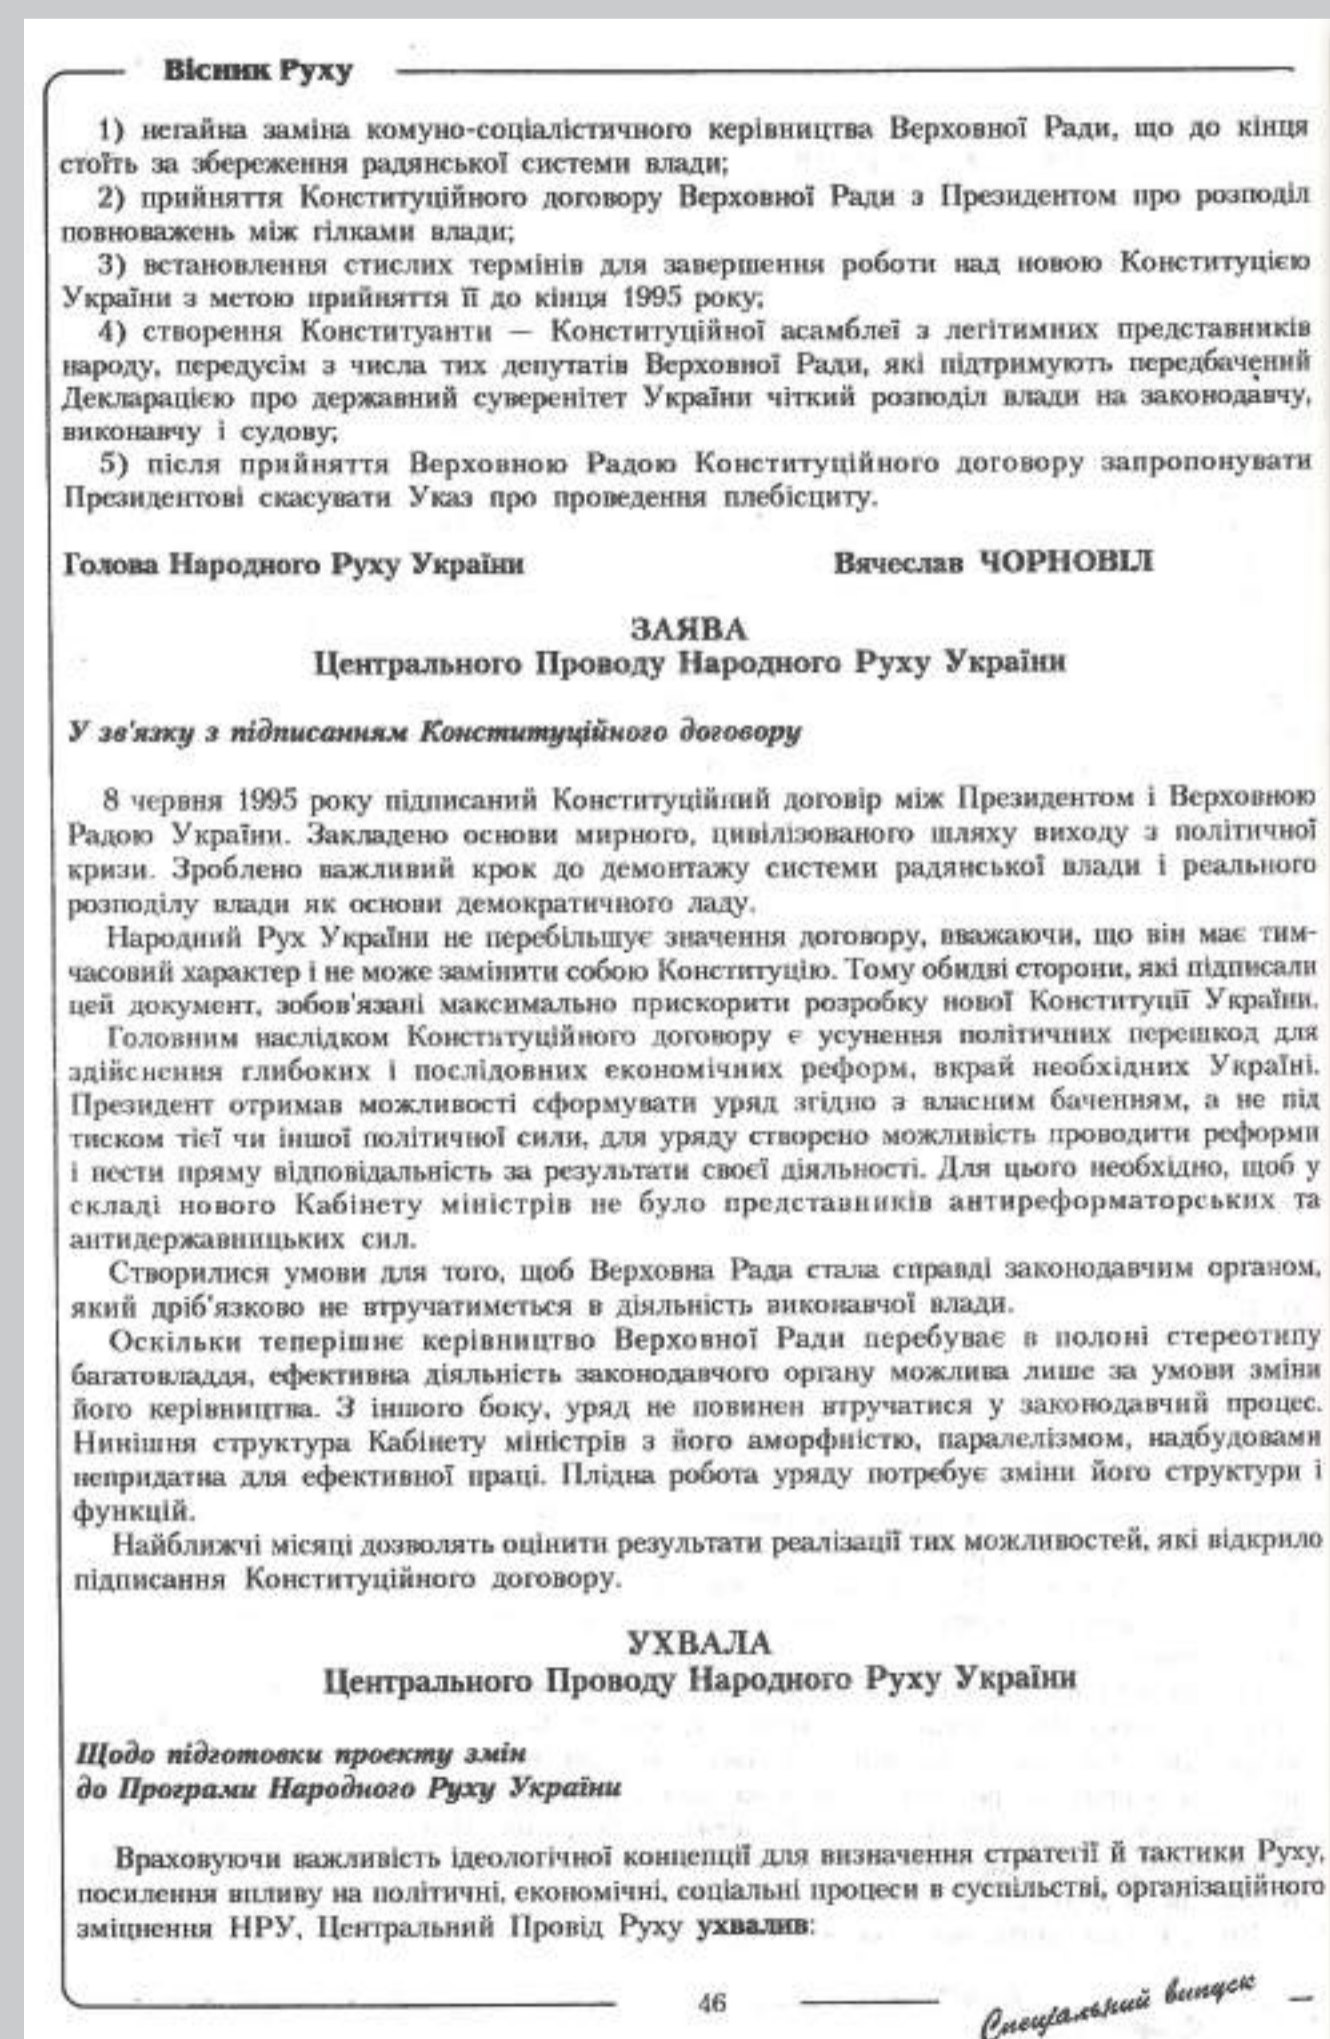 Вісник Руху
1) негайна заміна комуно-соціалістичного керівництва Верховної Ради, що до кінця
стоїть за збереження радянської системи влади;
2) прийняття Конституційного договору Верховної Ради з Президентом про розподіл
повноважень між гілками влади;
3) встановлення стислих термінів для завершення роботи над новою Конституцією
України з метою прийняття її до кінця 1995 року;
4) створення Конституанти — Конституційної асамблеї з легітимних представників
народу, передусім з числа тих депутатів Верховної Ради, які підтримують передбачений
Декларацією про державний суверенітет України чіткий розподіл влади на законодавчу,
виконавчу і судову;
5) після прийняття Верховною Радою Конституційного договору запропонувати
Президентові скасувати Указ про проведення плебісциту.
Голова Народного Руху України Вячеслав ЧОРНОВІЛ
ЗАЯВА
Центрального Проводу Народного Руху України
У зв'язку з підписанням Конституційного договору
8 червня 1995 року підписаний Конституційний договір між Президентом і Верховною
Радою України. Закладено основи мирного, цивілізованого шляху виходу з політичної
кризи. Зроблено важливий крок до демонтажу системи радянської влади і реального
розподілу влади як основи демократичного ладу.
Народний Рух України не перебільшує значення договору, вважаючи, що він має тим-
часовий характер і не може замінити собою Конституцію. Тому обидві сторони, які підписали
цей документ, зобов'язані максимально прискорити розробку нової Конституції України.
Головним наслідком Конституційного договору є усунення політичних перешкод для
здійснення глибоких і послідовних економічних реформ, вкрай необхідних Україні.
Президент отримав можливості сформувати уряд згідно з власним баченням, а не під
тиском тієї чи іншої політичної сили, для уряду створено можливість проводити реформи
і нести пряму відповідальність за результати своєї діяльності. Для цього необхідно, щоб у
складі нового Кабінету міністрів не було представників антиреформаторських та
антидержавницьких сил.
Створилися умови для того, щоб Верховна Рада стала справді законодавчим органом,
який дріб'язково не втручатиметься в діяльність виконавчої влади.
Оскільки теперішнє керівництво Верховної Ради перебуває в полоні стереотипу
багатовладдя, ефективна діяльність законодавчого органу можлива лише за умови зміни
його керівництва. З іншого боку, уряд не повинен втручатися у законодавчий процес.
Нинішня структура Кабінету міністрів з його аморфністю, паралелізмом, надбудовами
непридатна для ефективної праці. Плідна робота уряду потребує зміни його структури і
функцій.
Найближчі місяці дозволять оцінити результати реалізації тих можливостей, які відкрило
підписання Конституційного договору.
УХВАЛА
Центрального Проводу Народного Руху України
Щодо підготовки проекту змін
до Програми Народного Руху України
Враховуючи важливість ідеологічної концепції для визначення стратегії й тактики Руху,
посилення впливу на політичні, економічні, соціальні процеси в суспільстві, організаційного
зміцнення НРУ, Центральний Провід Руху ухвалив:
46
Спеціальний випуск